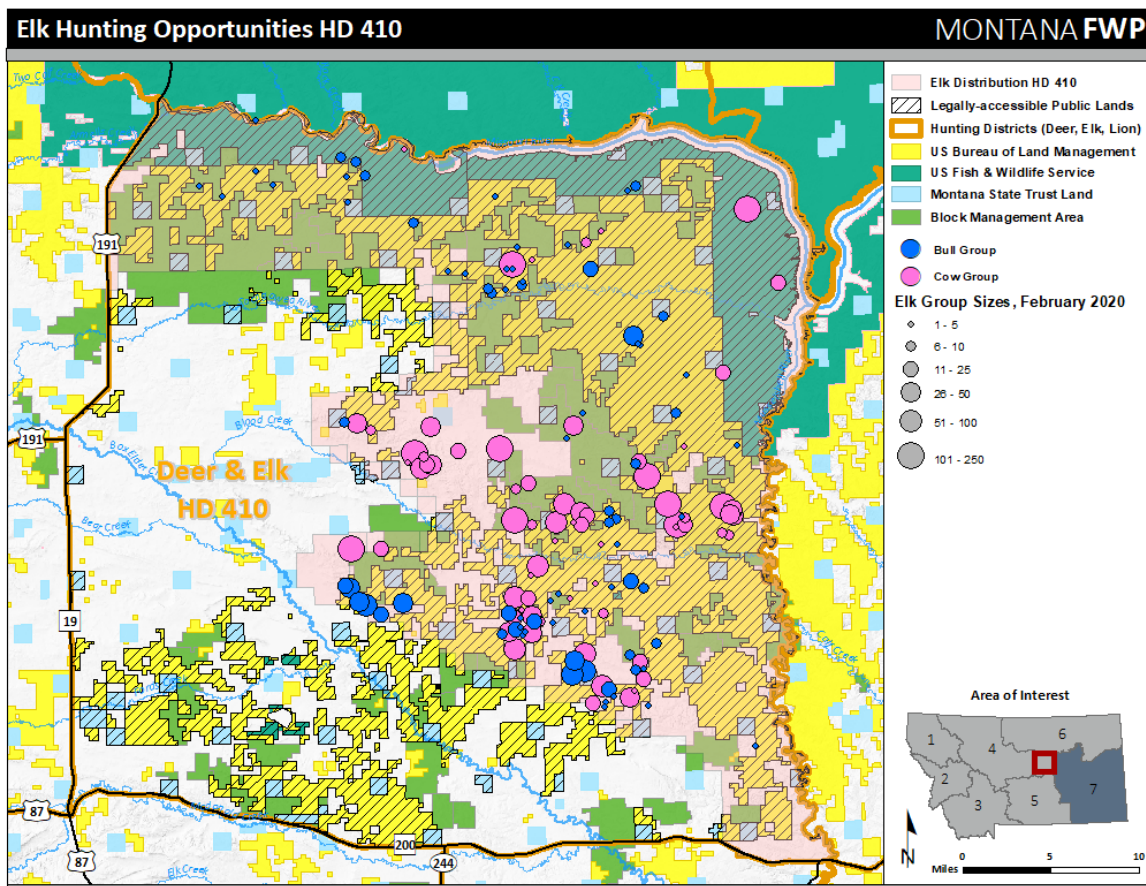 Elk Hunting Opportunities HD 410
MONTANA FWP
Elk Distribution HD 410
Legally-accessible Public Lands
Hunting Districts (Deer, Elk, Lion)
US Bureau of Land Management
US Fish & Wildlife Service
Montana State Trust Land
Block Management Area
Bull Group
Cow Group
Elk Group Sizes, February 2020
1 - 5
6 - 10
11 - 25
26 - 50
51 - 100
101 - 250
191
191
Blood Creek
Box Elder
Deer & Elk
HD 410
Bear Creek
19
87
87
200
244
Elk Creek
Area of Interest
1
2
3
4
5
6
7
N
Miles
0
5
10